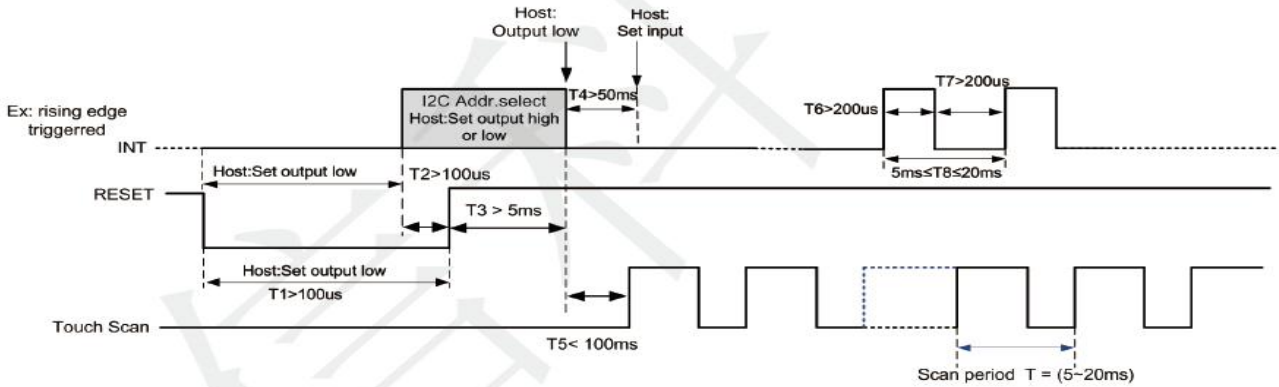 Host:
Output low
Host:
Set input
Ex: rising edge
triggerred
INT
I2C Addr.select
Host:Set output high
or low
T4>50ms
T6>200us
T7>200us
5ms≤T8≤20ms
Host:Set output low
T2>100us
RESET
T3 > 5ms
Host:Set output low
T1>100us
Touch Scan
T5< 100ms
Scan period T = (5~20ms)